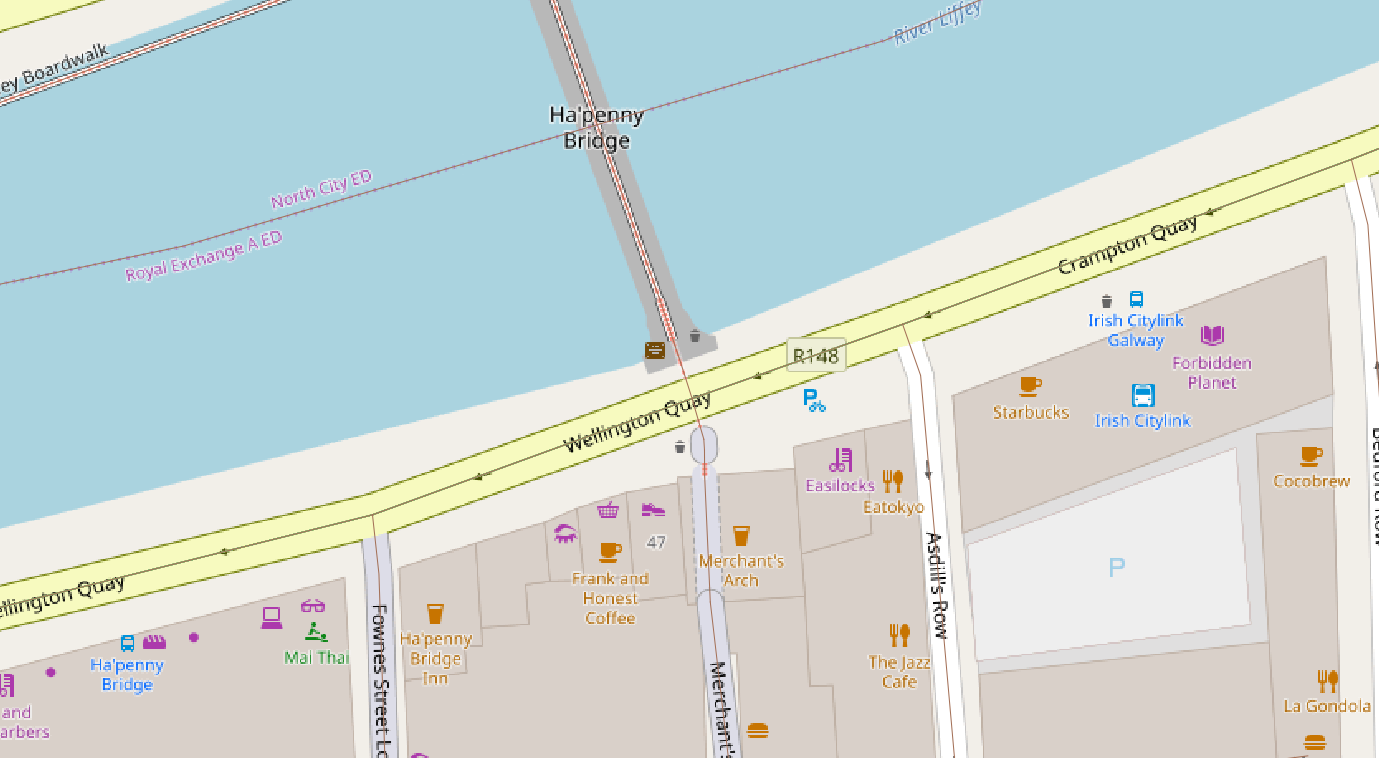 River Liffey
ey Boardwalk
Ha'penny
Bridge
North City ED
Royal Exchange A ED
Crampton Quay
Irish Citylink
Galway
Forbidden
Planet
R148
Starbucks
Irish Citylink
Wellington Quay
Easilocks
Eatokyo
Cocobrew
47
Merchant's
Arch
Frank and
Honest
Coffee
P
P
Asdill's Row
ellington Quay
Fownes Street Lo
Ha'penny
Bridge
Inn
Mai Thai
Ha'penny
Bridge
The Jazz
Cafe
Merchant's
La Gondola
and
arbers
Bedford Row